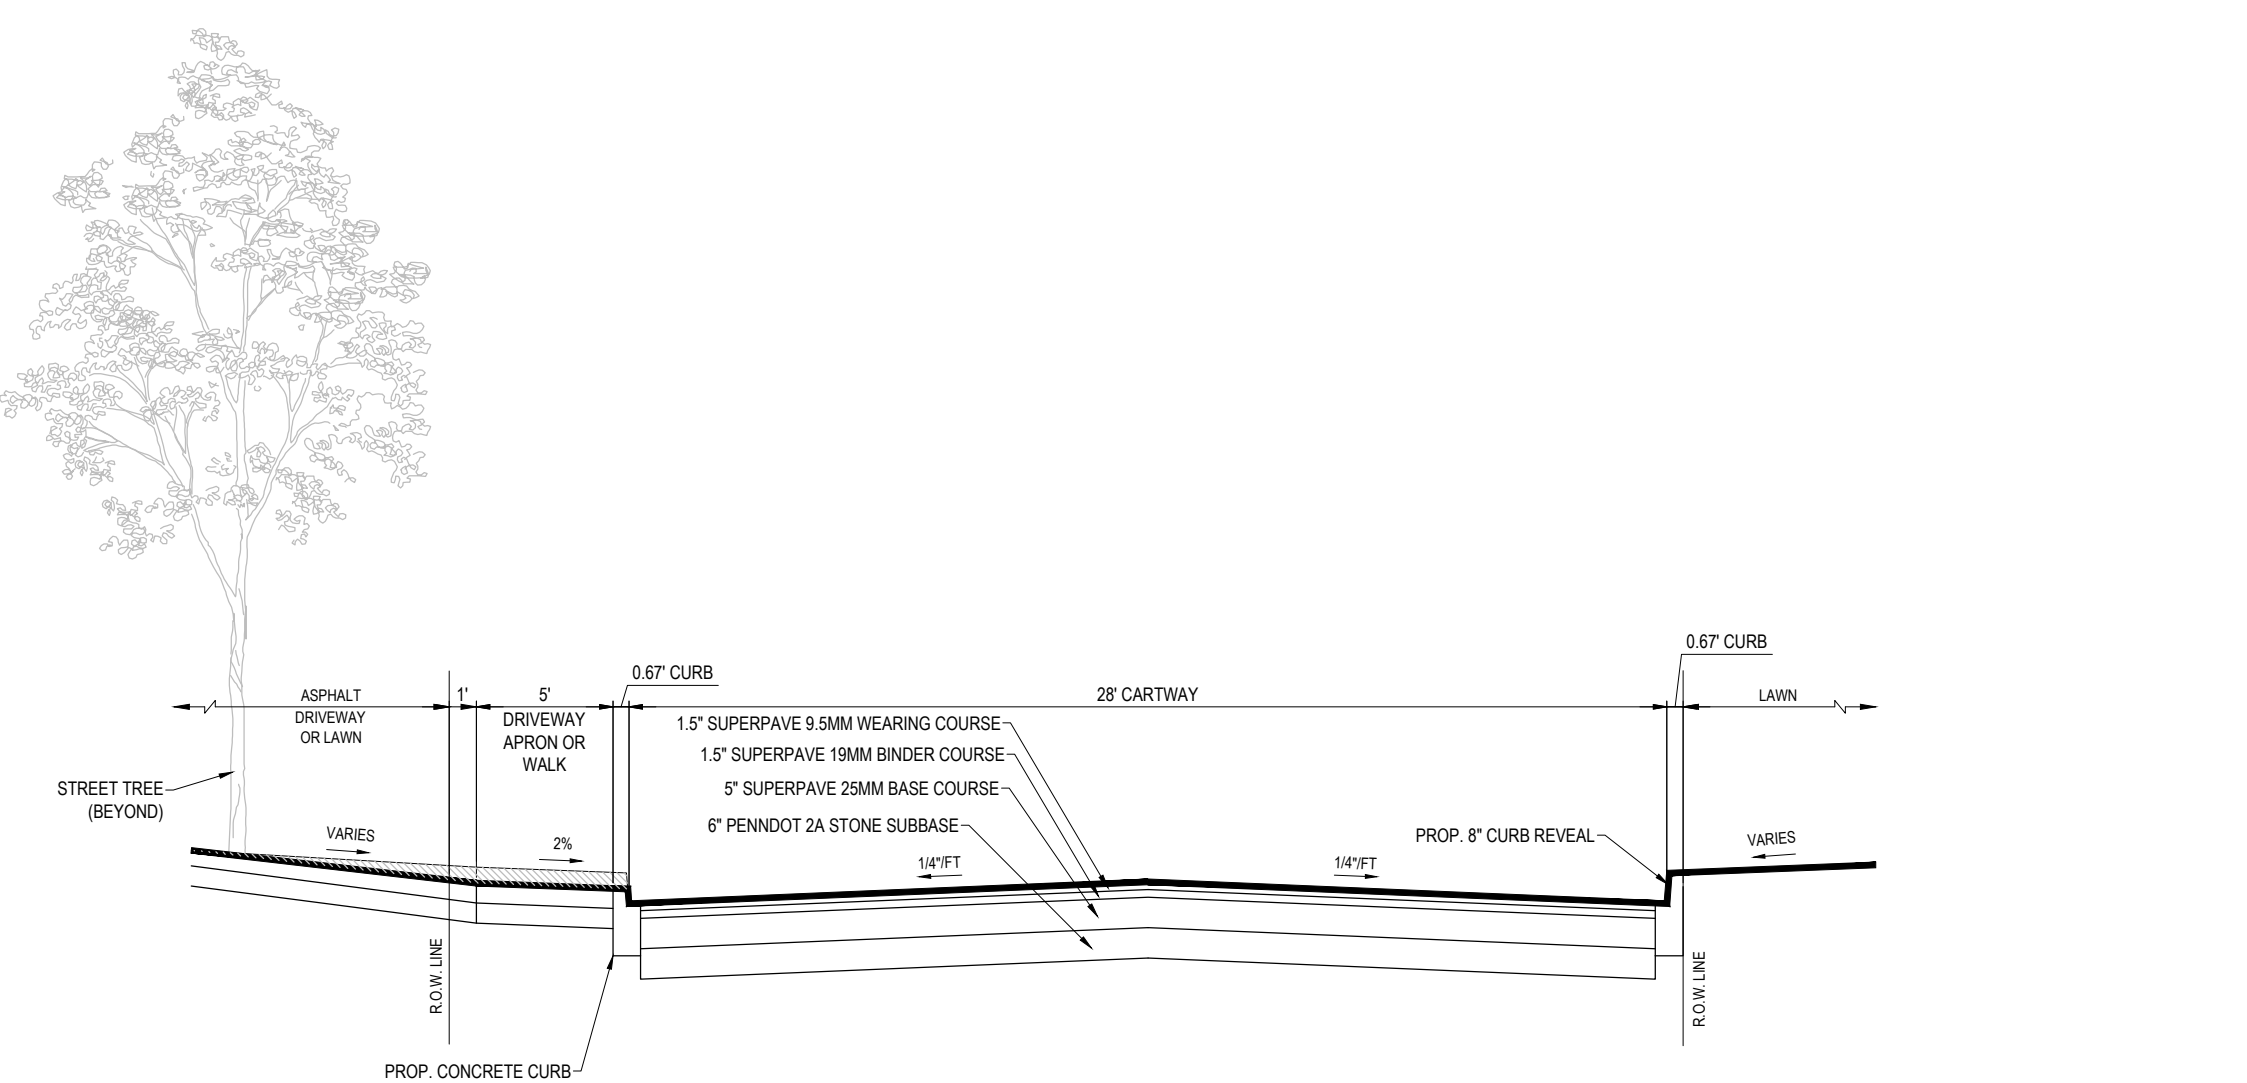 0.67' CURB
0.67' CURB
ASPHALT
DRIVEWAY
OR LAWN
1'
5'
DRIVEWAY
APRON OR
WALK
28' CARTWAY
LAWN
1.5" SUPERPAVE 9.5MM WEARING COURSE
1.5" SUPERPAVE 19MM BINDER COURSE
5" SUPERPAVE 25MM BASE COURSE
6" PENNDOT 2A STONE SUBBASE
STREET TREE
(BEYOND)
VARIES
2%
1/4"/FT
1/4"/FT
PROP. 8" CURB REVEAL
VARIES
R.O.W. LINE
R.O.W. LINE
PROP. CONCRETE CURB